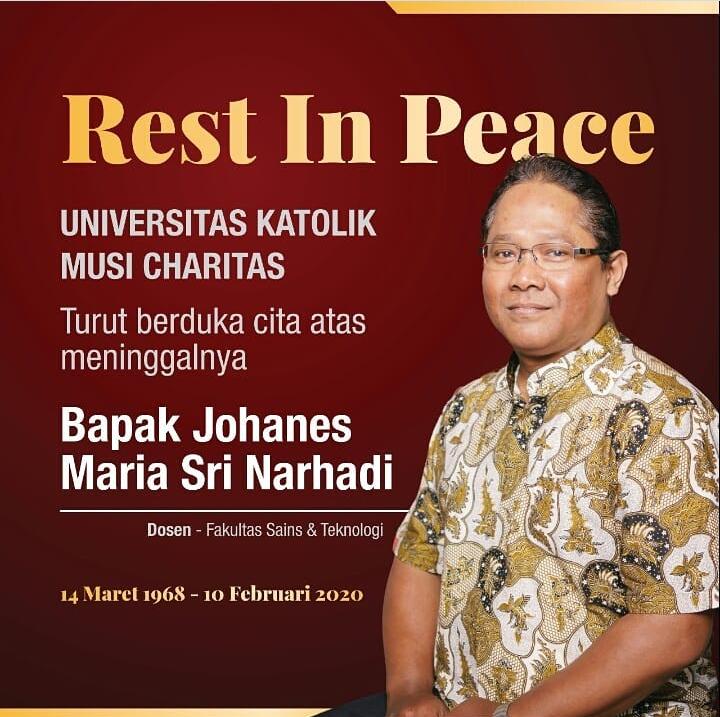 Rest In Peace
UNIVERSITAS KATOLIK
MUSI CHARITAS
Turut berduka cita atas
meninggalnya
Bapak Johanes
Maria Sri Narhadi
Dosen - Fakultas Sains & Teknologi
14 Maret 1968 - 10 Februari 2020